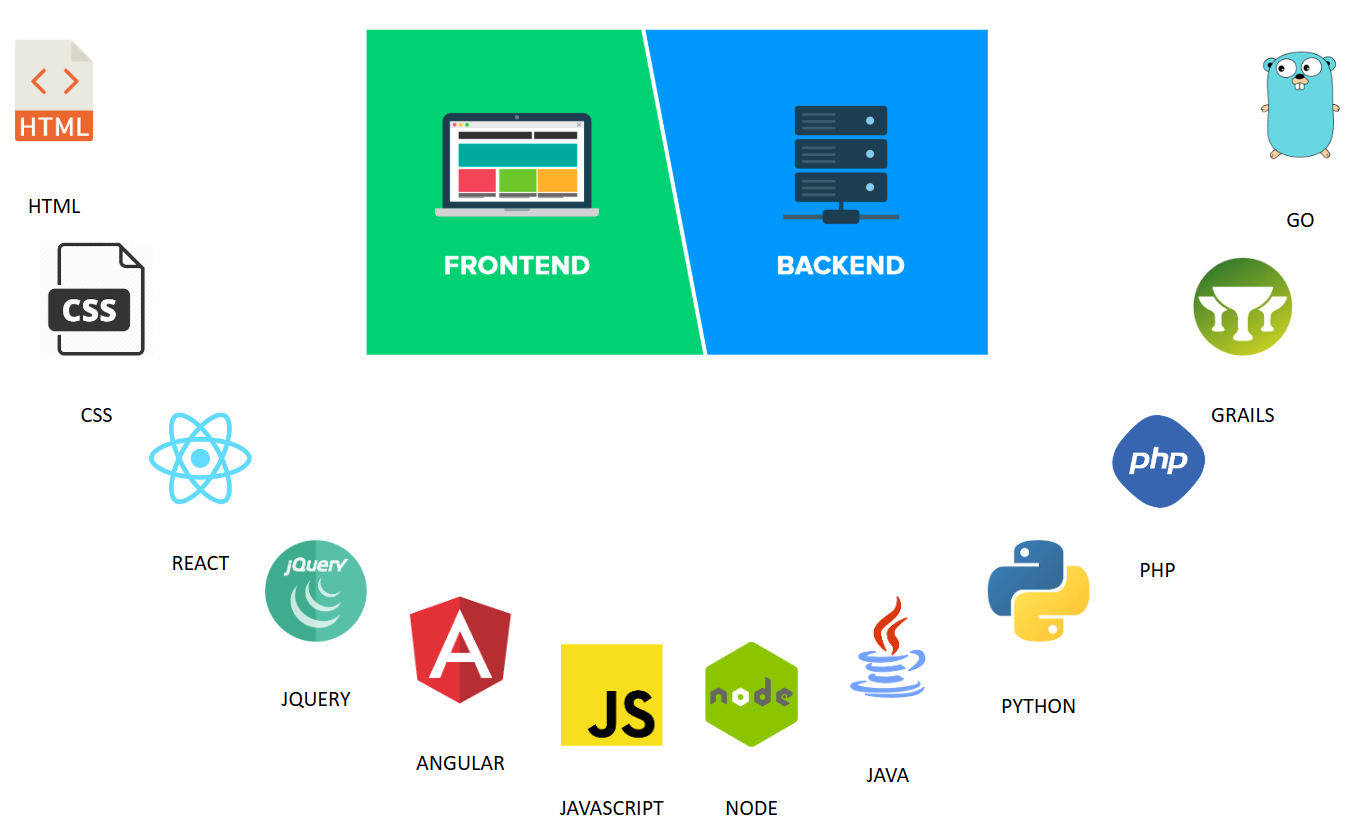 HTML
HTML
CSS
CSS
REACT
jQuery
JQUERY
ANGULAR
JS
JAVASCRIPT
FRONTEND
BACKEND
node
NODE
JAVA
PYTHON
php
PHP
GRAILS
GO